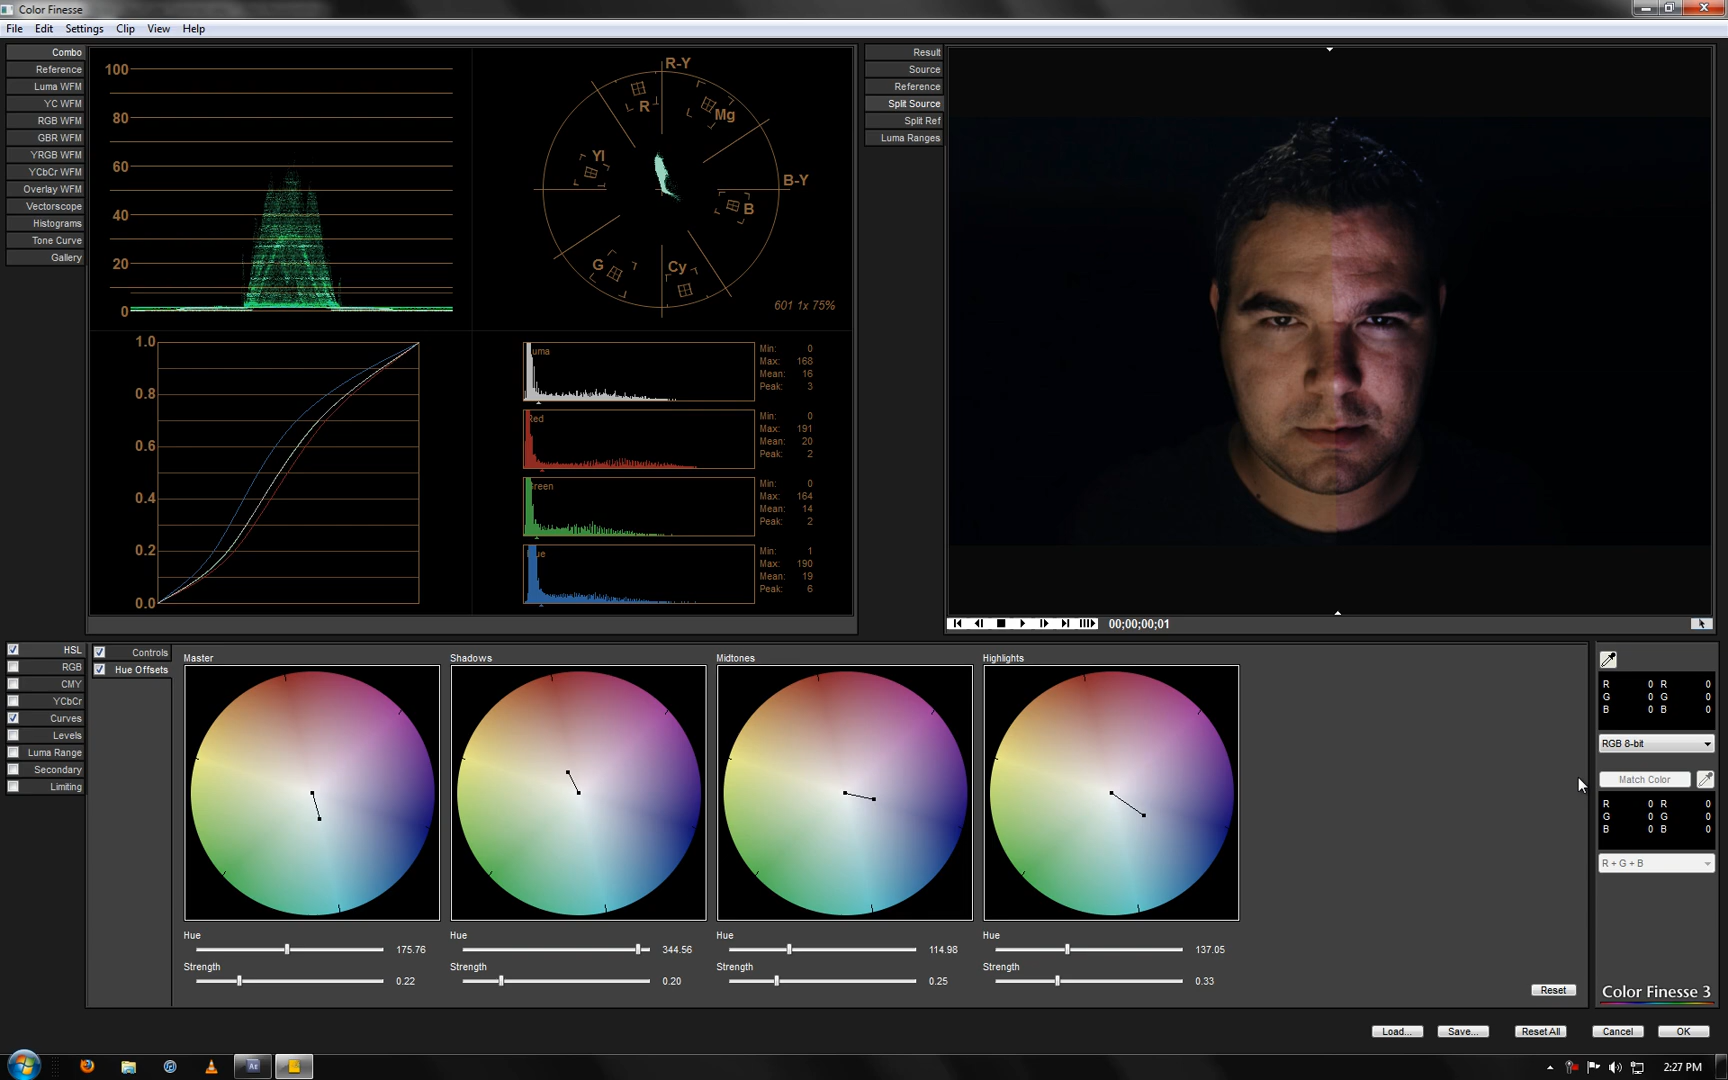 Color Finesse
File Edit Settings Clip View Help
Combo
Reference
Luma WFM
YC WFM
RGB WFM
GBR WFM
YRGB WFM
YCbCr WFM
Overlay WFM
Vectorscope
Histograms
Tone Curve
Gallery
100
80
60
40
20
0
R-Y
R
Mg
Yl
B-Y
B
G
Cy
601 1x 75%
1.0
0.8
0.6
0.4
0.2
0.0
Min: 0
Max: 168
Mean: 16
Peak: 3
Red
Min: 0
Max: 191
Mean: 20
Peak: 2
Green
Min: 0
Max: 164
Mean: 14
Peak: 2
Min: 1
Max: 190
Mean: 19
Peak: 6
Result
Source
Reference
Split Source
Split Ref
Luma Ranges
00;00;00;01
HSL
RGB
CMY
YCbCr
Curves
Levels
Luma Range
Secondary
Limiting
Controls
Hue Offsets
Master
Hue
175.76
Strength
0.22
Shadows
Hue
344.56
Strength
0.20
Midtones
Hue
114.98
Strength
0.25
Highlights
Hue
137.05
Strength
0.33
Reset
R 0 R 0
G 0 G 0
B 0 B 0
RGB 8-bit
Match Color
R 0 R 0
G 0 G 0
B 0 B 0
R + G + B
Color Finesse 3
Load... Save... Reset All Cancel OK
Ae
2:27 PM